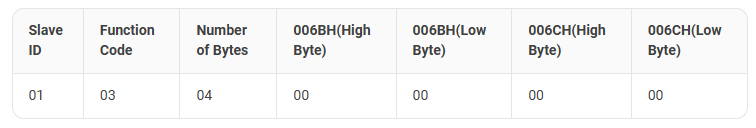 Slave Function Number 006BH(High 006BH(Low 006CH(High 006CH(Low
ID Code of Bytes Byte) Byte) Byte) Byte)
01 03 04 00 00 00 00